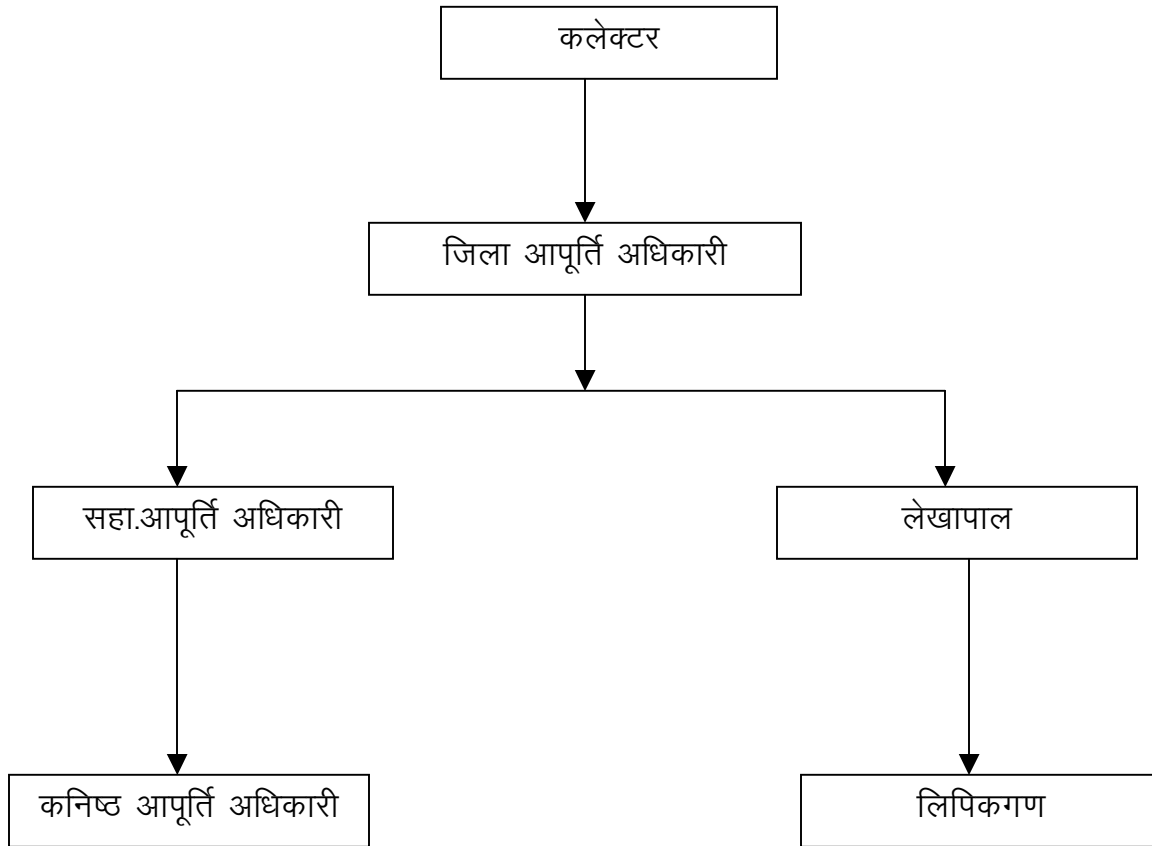 कलेक्टर
जिला आपूर्ति अधिकारी
सहा.आपूर्ति अधिकारी
लेखापाल
कनिष्ठ आपूर्ति अधिकारी
लिपिकगण